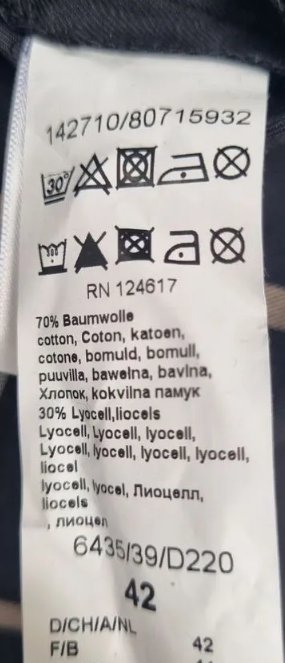 142710/80715932
30°
RN 124617
70% Baumwolle
cotton, Coton, katoen,
cotone, bomuld, bomull,
puuvilla, bawełna, bavlna,
Хлопок, kokvilna памук
30% Lyocell,liocels
Lyocell, Lyocell, lyocell,
Lyocell, lyocell, lyocell, lyocell,
liocel
lyocell, lyocel, Лиоцелл,
liocels
, лиоцел
6435/39/D220
42
D/CH/A/NL
F/B 42